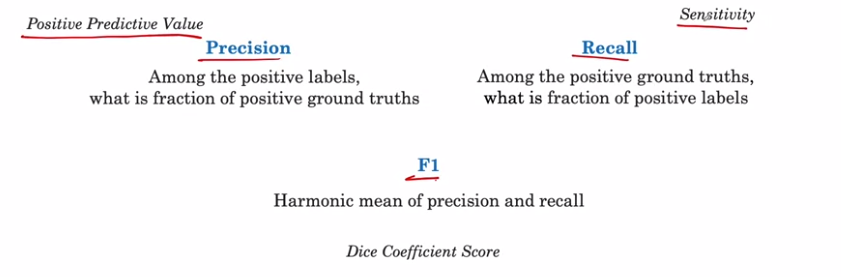 Positive Predictive Value
Sensitivity
Precision
Recall
Among the positive labels,
what is fraction of positive ground truths
Among the positive ground truths,
what is fraction of positive labels
F1
Harmonic mean of precision and recall
Dice Coefficient Score